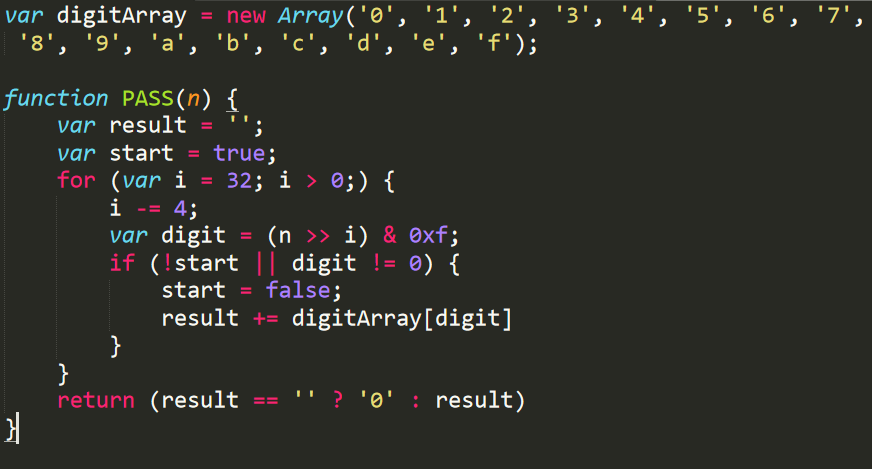 var digitArray = new Array('0', '1', '2', '3', '4', '5', '6', '7',
'8', '9', 'a', 'b', 'c', 'd', 'e', 'f');
function PASS(n) {
    var result = '';
    var start = true;
    for (var i = 32; i > 0;) {
        i -= 4;
        var digit = (n >> i) & 0xf;
        if (!start || digit != 0) {
            start = false;
            result += digitArray[digit]
        }
    }
    return (result == '' ? '0' : result)
}